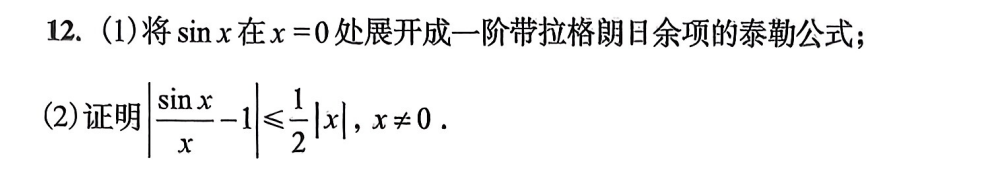 12. (1)将 sin x 在 x = 0 处展开成一阶带拉格朗日余项的泰勒公式;
(2)证明 |sin x / x − 1| ⩽ 1/2 |x|, x ≠ 0 .